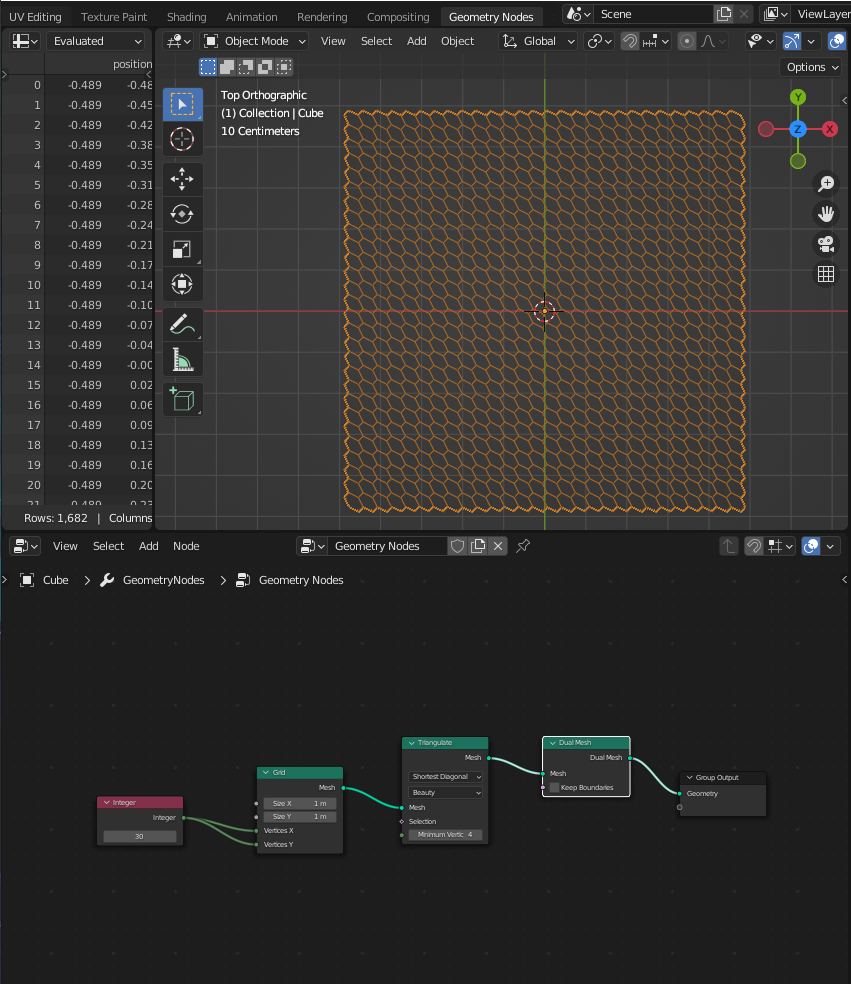 UV Editing Texture Paint Shading Animation Rendering Compositing Geometry Nodes Scene ViewLayer
Evaluated Object Mode View Select Add Object Global
Options
position
0 -0.489 -0.48
1 -0.489 -0.45
2 -0.489 -0.42
3 -0.489 -0.38
4 -0.489 -0.35
5 -0.489 -0.31
6 -0.489 -0.28
7 -0.489 -0.24
8 -0.489 -0.21
9 -0.489 -0.17
10 -0.489 -0.14
11 -0.489 -0.10
12 -0.489 -0.07
13 -0.489 -0.04
14 -0.489 -0.00
15 -0.489 0.02
16 -0.489 0.06
17 -0.489 0.09
18 -0.489 0.13
19 -0.489 0.16
20 -0.489 0.20
21 -0.489 0.23
Rows: 1,682 | Columns
Top Orthographic
(1) Collection | Cube
10 Centimeters
Y
Z X
View Select Add Node Geometry Nodes
Cube GeometryNodes Geometry Nodes
Integer
Integer
30
Grid
Mesh
Size X 1 m
Size Y 1 m
Vertices X
Vertices Y
Triangulate
Mesh
Shortest Diagonal
Beauty
Mesh
Selection
Minimum Vertic 4
Dual Mesh
Dual Mesh
Mesh
Keep Boundaries
Group Output
Geometry